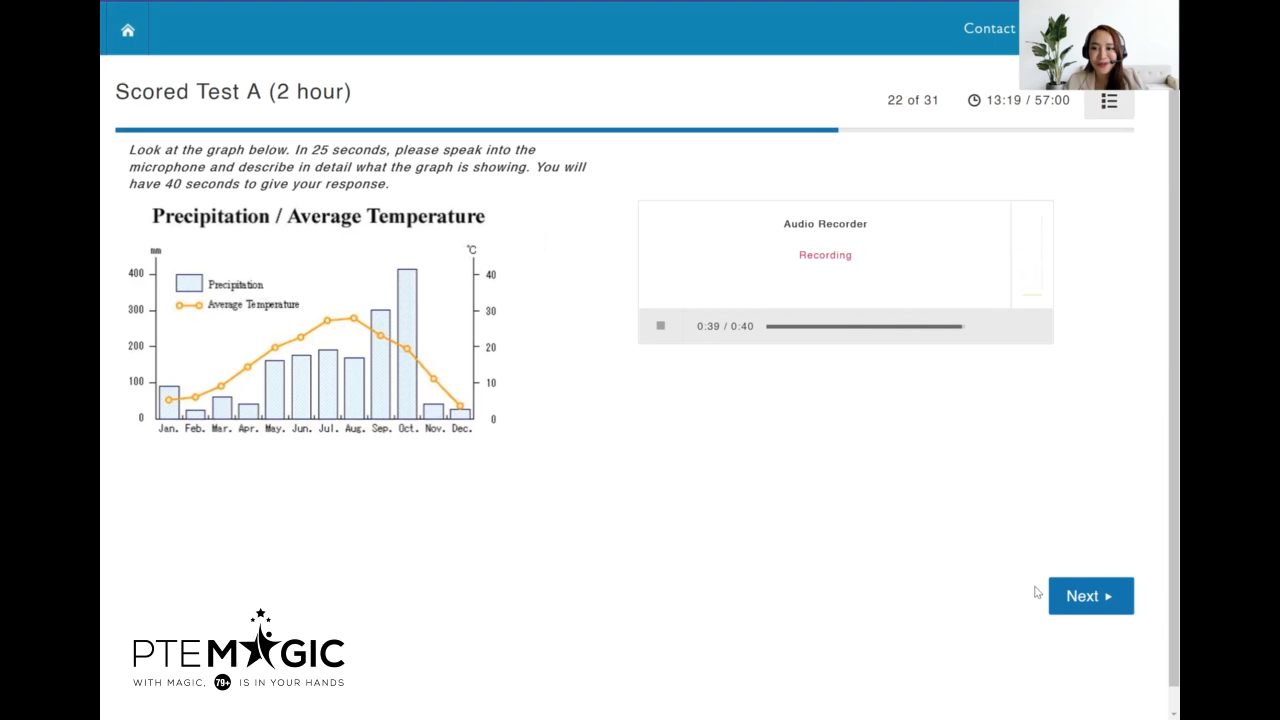 Contact
Scored Test A (2 hour)
22 of 31
13:19 / 57:00
Look at the graph below. In 25 seconds, please speak into the
microphone and describe in detail what the graph is showing. You will
have 40 seconds to give your response.
Precipitation / Average Temperature
mm
℃
400
300
200
100
0
40
30
20
10
0
Precipitation
Average Temperature
Jan. Feb. Mar. Apr. May. Jun. Jul. Aug. Sep. Oct. Nov. Dec.
Audio Recorder
Recording
0:39 / 0:40
Next
PTEMAGIC
WITH MAGIC, 79+ IS IN YOUR HANDS